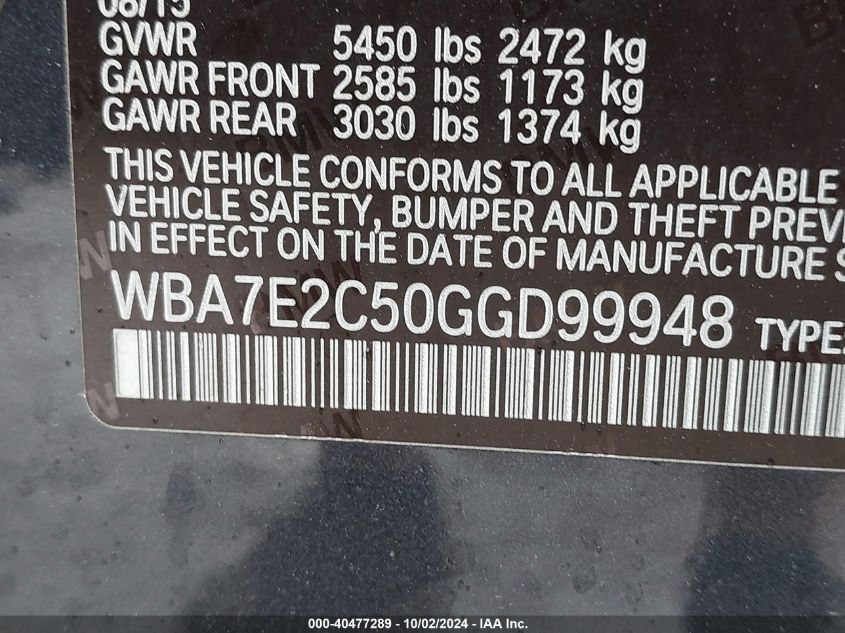 08/15
GVWR 5450 lbs 2472 kg
GAWR FRONT 2585 lbs 1173 kg
GAWR REAR 3030 lbs 1374 kg
THIS VEHICLE CONFORMS TO ALL APPLICABLE
VEHICLE SAFETY, BUMPER AND THEFT PREV
IN EFFECT ON THE DATE OF MANUFACTURE S
WBA7E2C50GGD99948 TYPE:
000-40477289 - 10/02/2024 - IAA Inc.